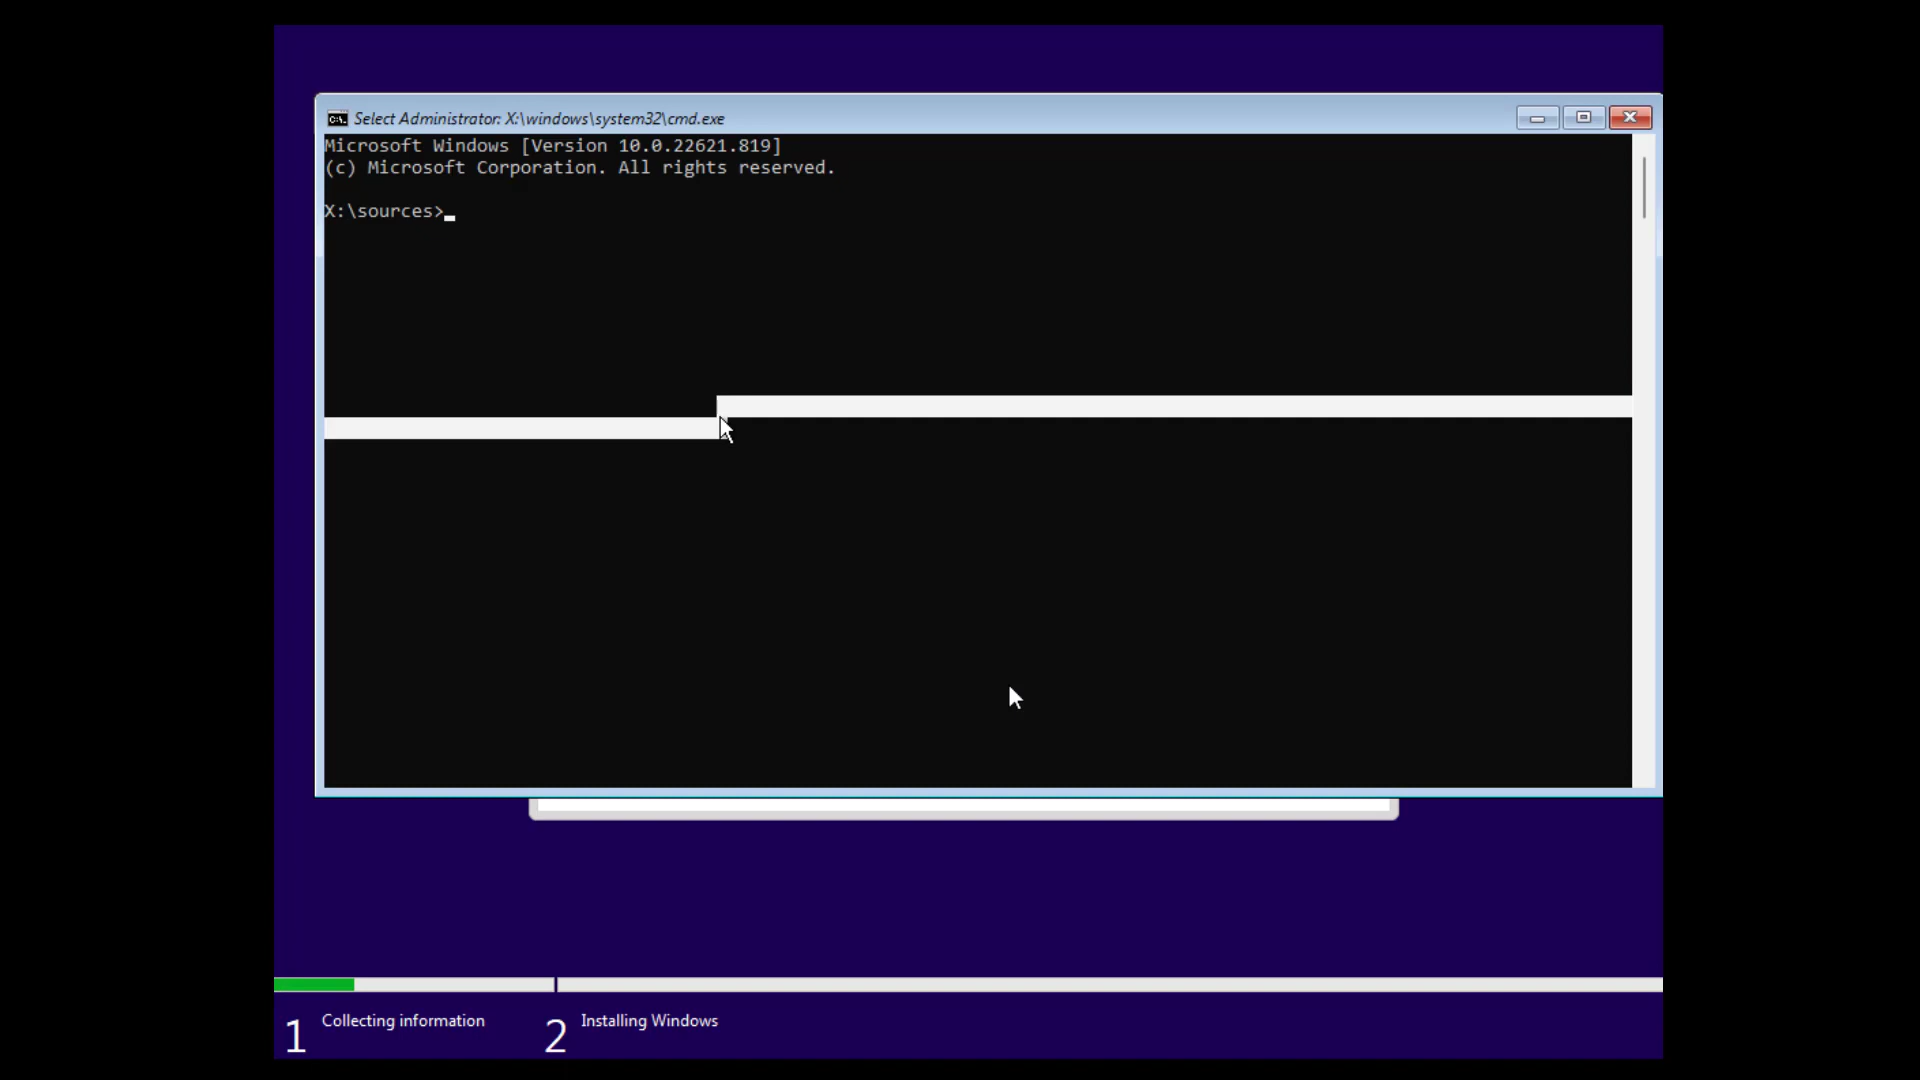 Select Administrator: X:\windows\system32\cmd.exe
Microsoft Windows [Version 10.0.22621.819]
(c) Microsoft Corporation. All rights reserved.
X:\sources>
1 Collecting information 2 Installing Windows